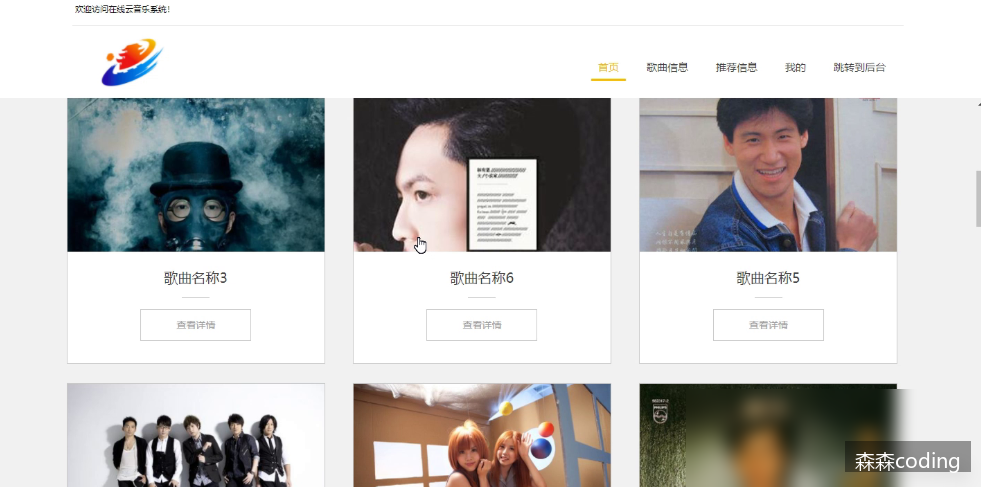 欢迎访问在线云音乐系统!
首页 歌曲信息 推荐信息 我的 跳转到后台
歌曲名称3 歌曲名称6 歌曲名称5
查看详情 查看详情 查看详情
PHILIPS
森森coding